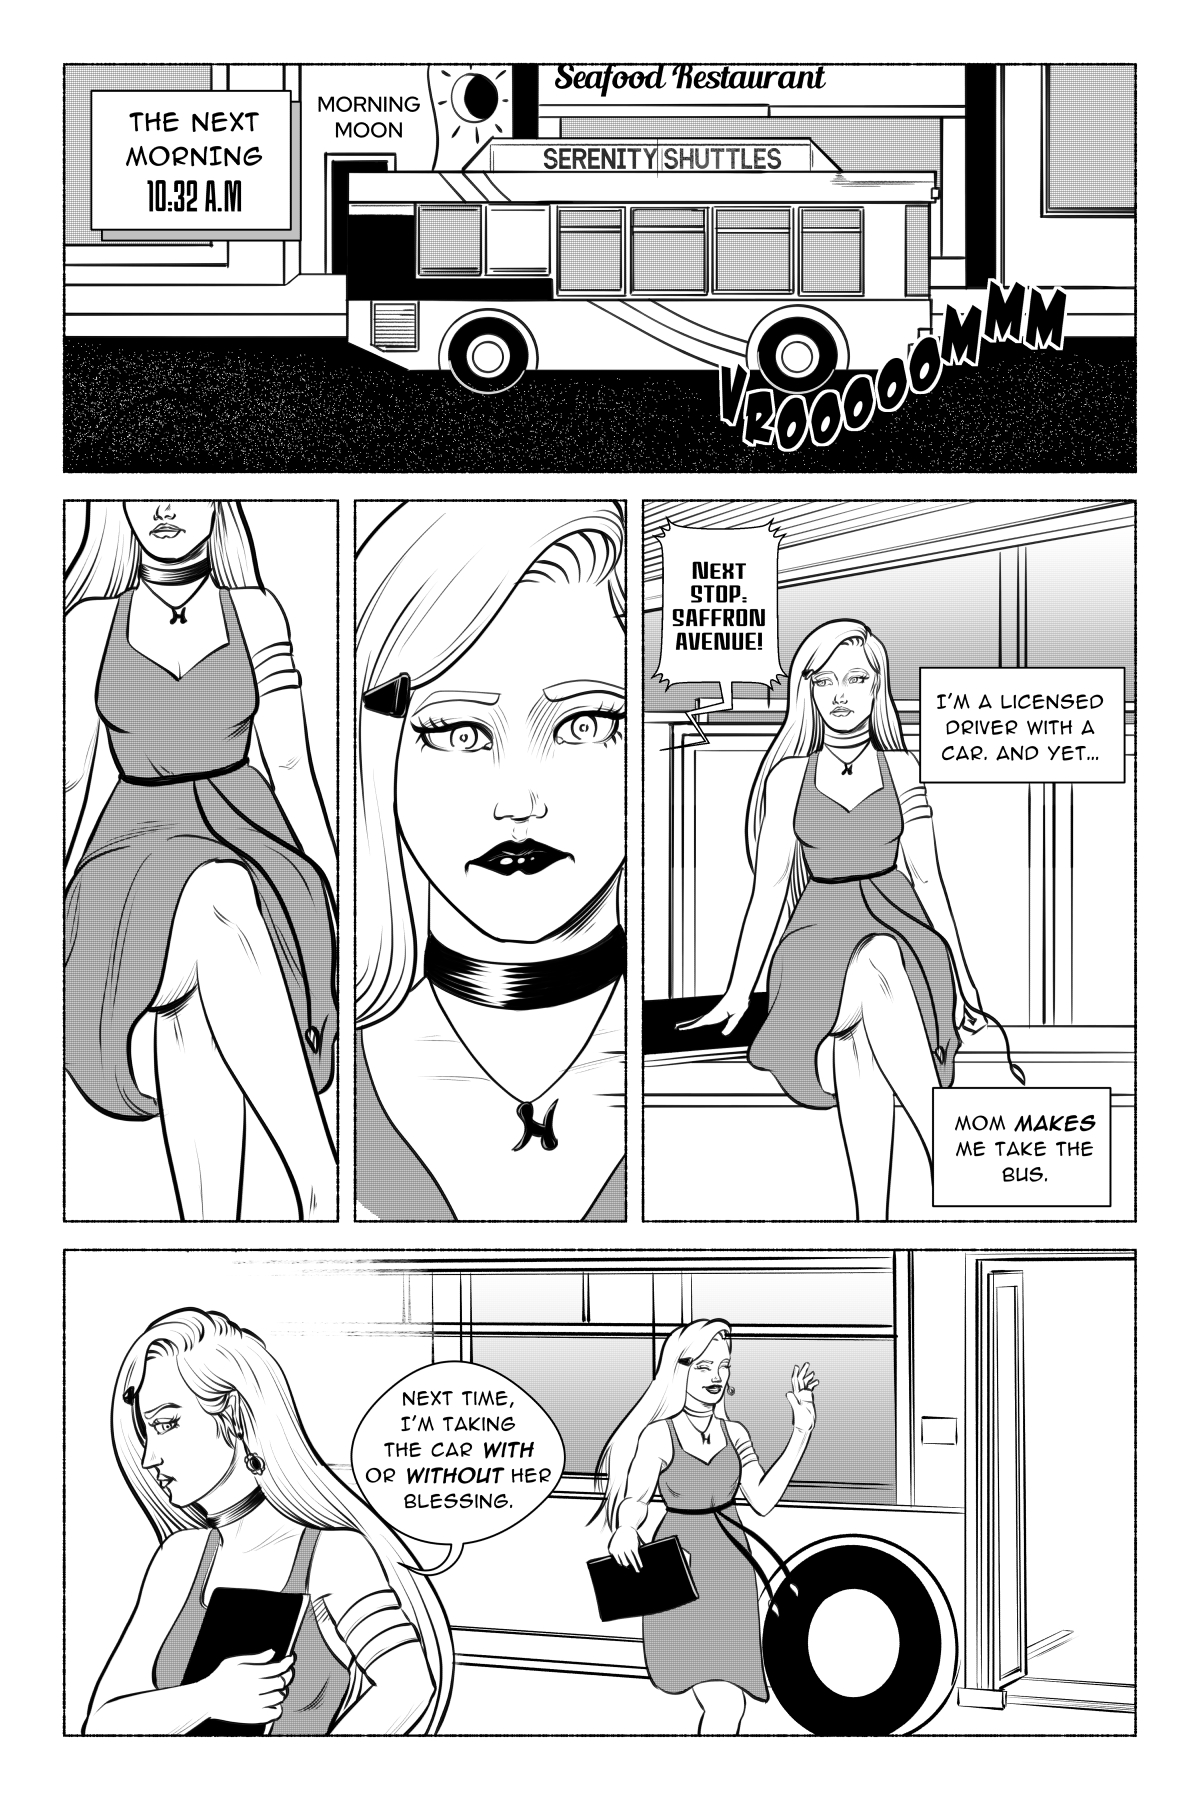 THE NEXT
MORNING
10:32 A.M
MORNING
MOON
Seafood Restaurant
SERENITY SHUTTLES
VROOOOOMMMM
NEXT
STOP:
SAFFRON
AVENUE!
I'M A LICENSED
DRIVER WITH A
CAR. AND YET...
MOM MAKES
ME TAKE THE
BUS.
NEXT TIME,
I'M TAKING
THE CAR WITH
OR WITHOUT HER
BLESSING.